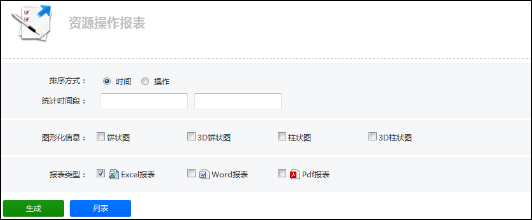 资源操作报表
排序方式： 时间 操作
统计时间段：
图形化信息： 饼状图 3D饼状图 柱状图 3D柱状图
报表类型： Excel报表 Word报表 Pdf报表
生成 列表